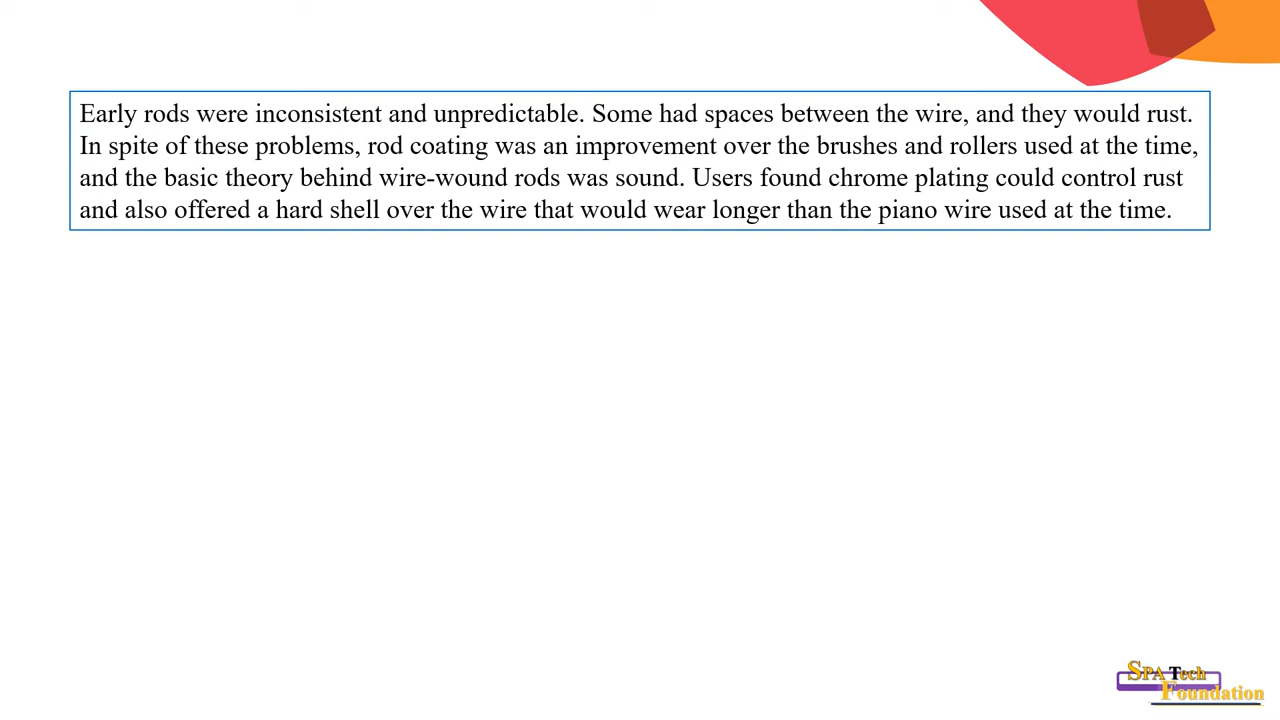 Early rods were inconsistent and unpredictable. Some had spaces between the wire, and they would rust.
In spite of these problems, rod coating was an improvement over the brushes and rollers used at the time,
and the basic theory behind wire-wound rods was sound. Users found chrome plating could control rust
and also offered a hard shell over the wire that would wear longer than the piano wire used at the time.
SPA Tech
Foundation